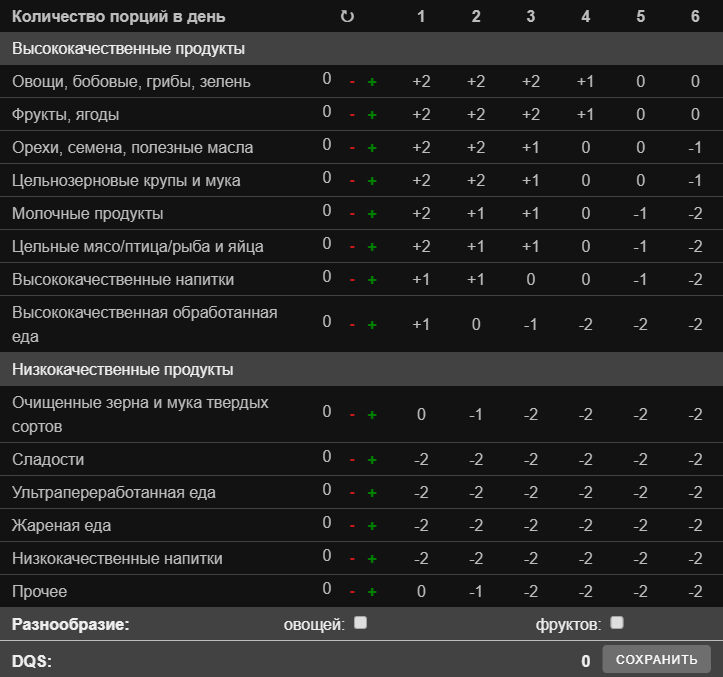 Количество порций в день ↻ 1 2 3 4 5 6
Высококачественные продукты
Овощи, бобовые, грибы, зелень 0 - + +2 +2 +2 +1 0 0
Фрукты, ягоды 0 - + +2 +2 +2 +1 0 0
Орехи, семена, полезные масла 0 - + +2 +2 +1 0 0 -1
Цельнозерновые крупы и мука 0 - + +2 +2 +1 0 0 -1
Молочные продукты 0 - + +2 +1 +1 0 -1 -2
Цельные мясо/птица/рыба и яйца 0 - + +2 +1 +1 0 -1 -2
Высококачественные напитки 0 - + +1 +1 0 0 -1 -2
Высококачественная обработанная
еда 0 - + +1 0 -1 -2 -2 -2
Низкокачественные продукты
Очищенные зерна и мука твердых
сортов 0 - + 0 -1 -2 -2 -2 -2
Сладости 0 - + -2 -2 -2 -2 -2 -2
Ультрапереработанная еда 0 - + -2 -2 -2 -2 -2 -2
Жареная еда 0 - + -2 -2 -2 -2 -2 -2
Низкокачественные напитки 0 - + -2 -2 -2 -2 -2 -2
Прочее 0 - + 0 -1 -2 -2 -2 -2
Разнообразие: овощей: фруктов:
DQS: 0 СОХРАНИТЬ